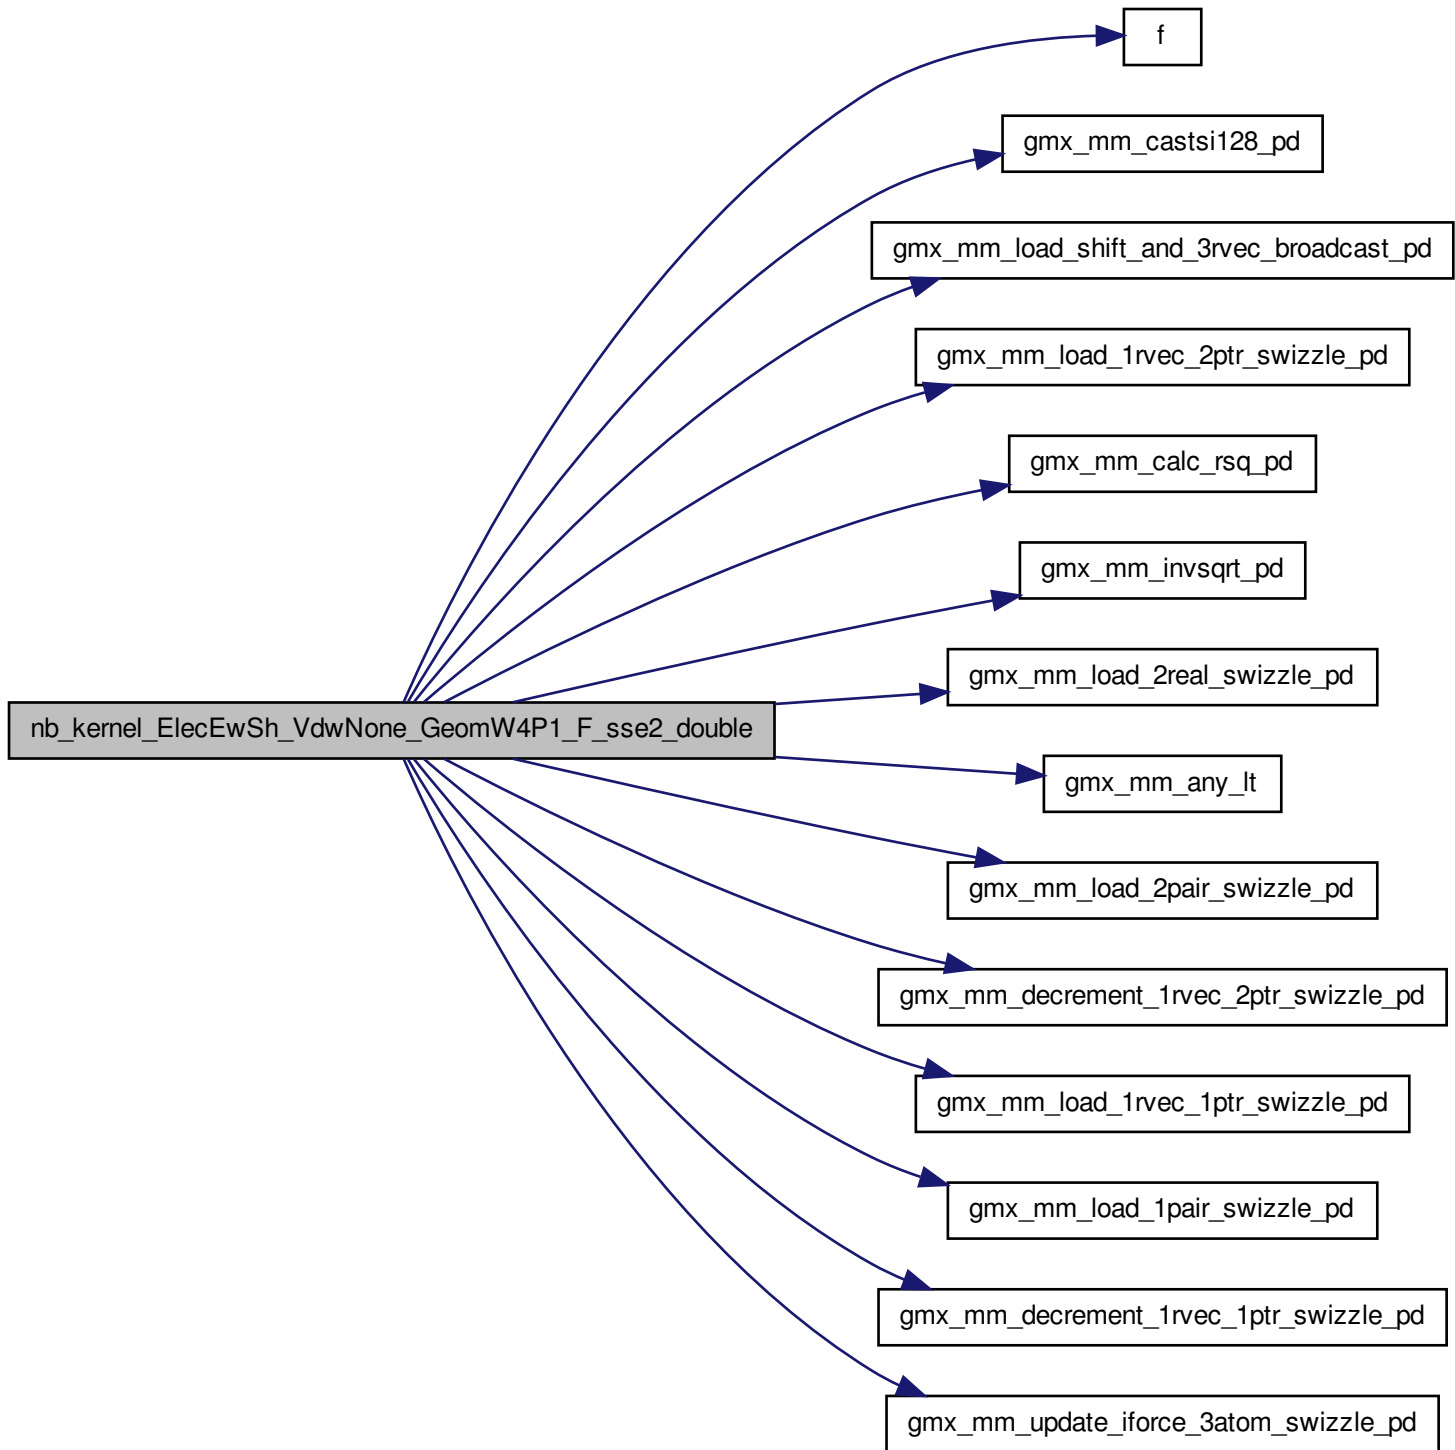 f
gmx_mm_castsi128_pd
gmx_mm_load_shift_and_3rvec_broadcast_pd
gmx_mm_load_1rvec_2ptr_swizzle_pd
gmx_mm_calc_rsq_pd
gmx_mm_invsqrt_pd
gmx_mm_load_2real_swizzle_pd
nb_kernel_ElecEwSh_VdwNone_GeomW4P1_F_sse2_double
gmx_mm_any_lt
gmx_mm_load_2pair_swizzle_pd
gmx_mm_decrement_1rvec_2ptr_swizzle_pd
gmx_mm_load_1rvec_1ptr_swizzle_pd
gmx_mm_load_1pair_swizzle_pd
gmx_mm_decrement_1rvec_1ptr_swizzle_pd
gmx_mm_update_iforce_3atom_swizzle_pd